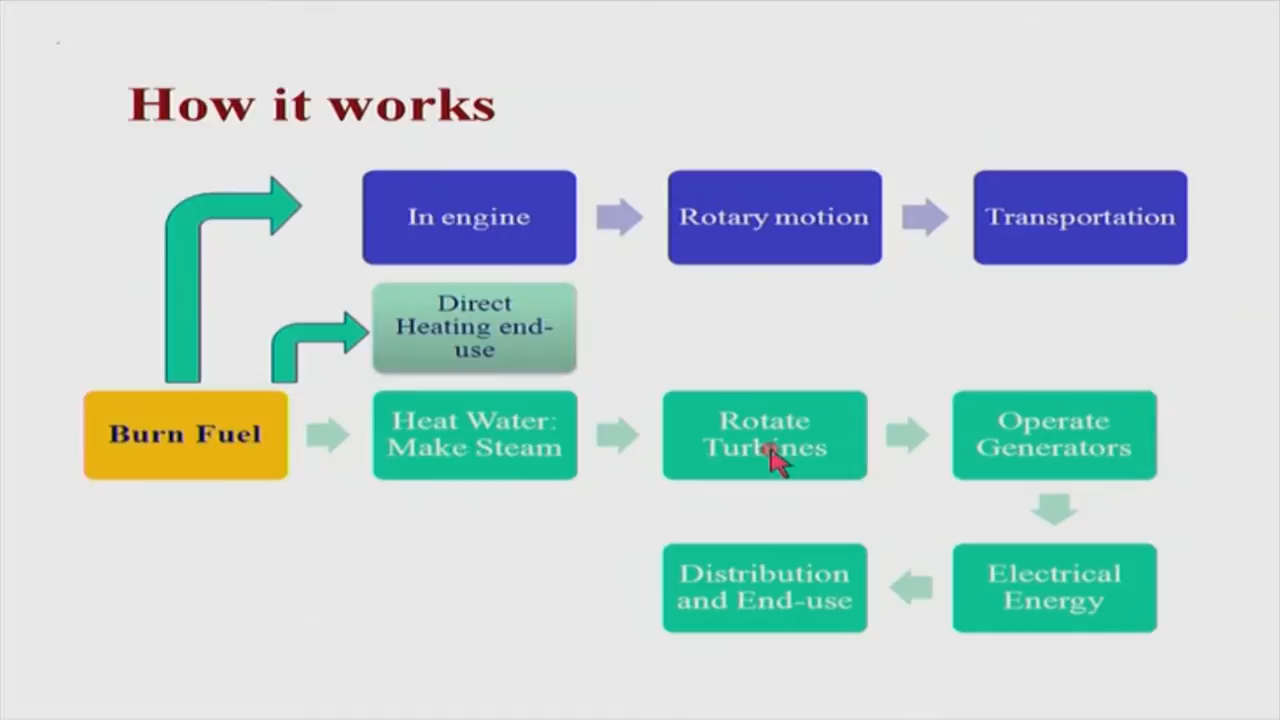 How it works
In engine
Rotary motion
Transportation
Direct
Heating end-
use
Burn Fuel
Heat Water:
Make Steam
Rotate
Turbines
Operate
Generators
Distribution
and End-use
Electrical
Energy